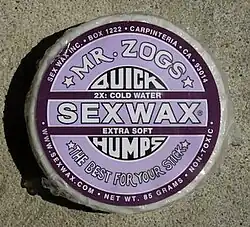 SEX WAX INC. • BOX 1222 • CARPINTERIA • CA • 93014
MR. ZOGS
QUICK
2X: COLD WATER
SEXWAX®
EXTRA SOFT
HUMPS
THE BEST FOR YOUR STICK
WWW.SEXWAX.COM • NET WT. 85 GRAMS • NON-TOXIC •